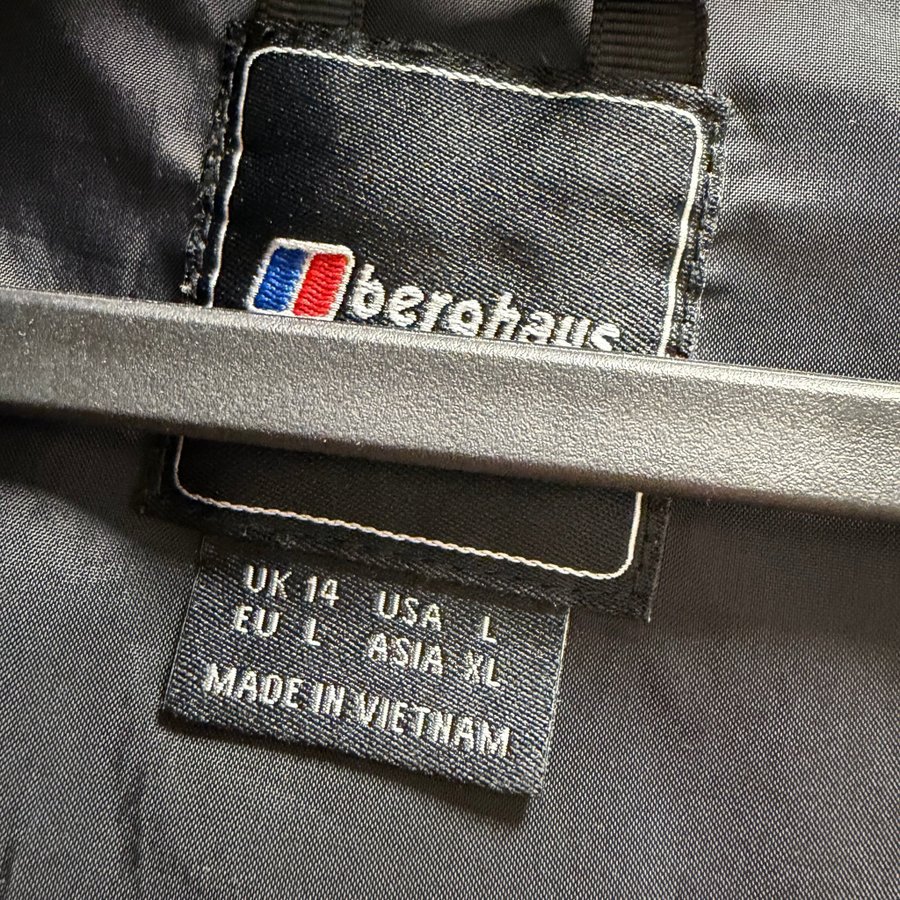 berghaus
UK 14 USA L
EU L ASIA XL
MADE IN VIETNAM